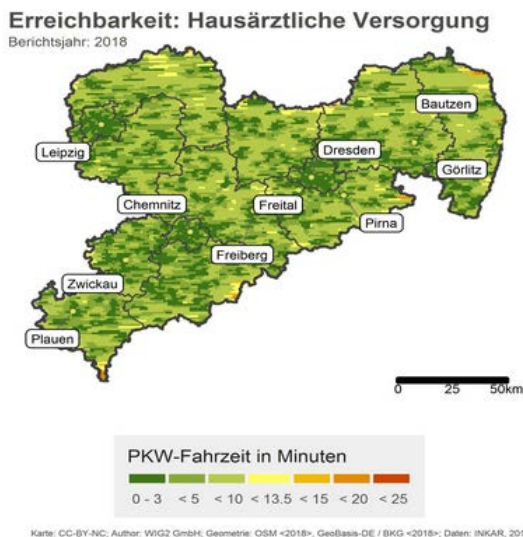 Erreichbarkeit: Hausärztliche Versorgung
Berichtsjahr: 2018
Bautzen
Leipzig
Dresden
Görlitz
Chemnitz
Freital
Pirna
Freiberg
Zwickau
Plauen
0 25 50km
PKW-Fahrzeit in Minuten
0 - 3 < 5 < 10 < 13.5 < 15 < 20 < 25
Karte: CC-BY-NC; Author: WIG2 GmbH; Geometrie: OSM <2018>, GeoBasis-DE / BKG <2018>; Daten: INKAR, 201